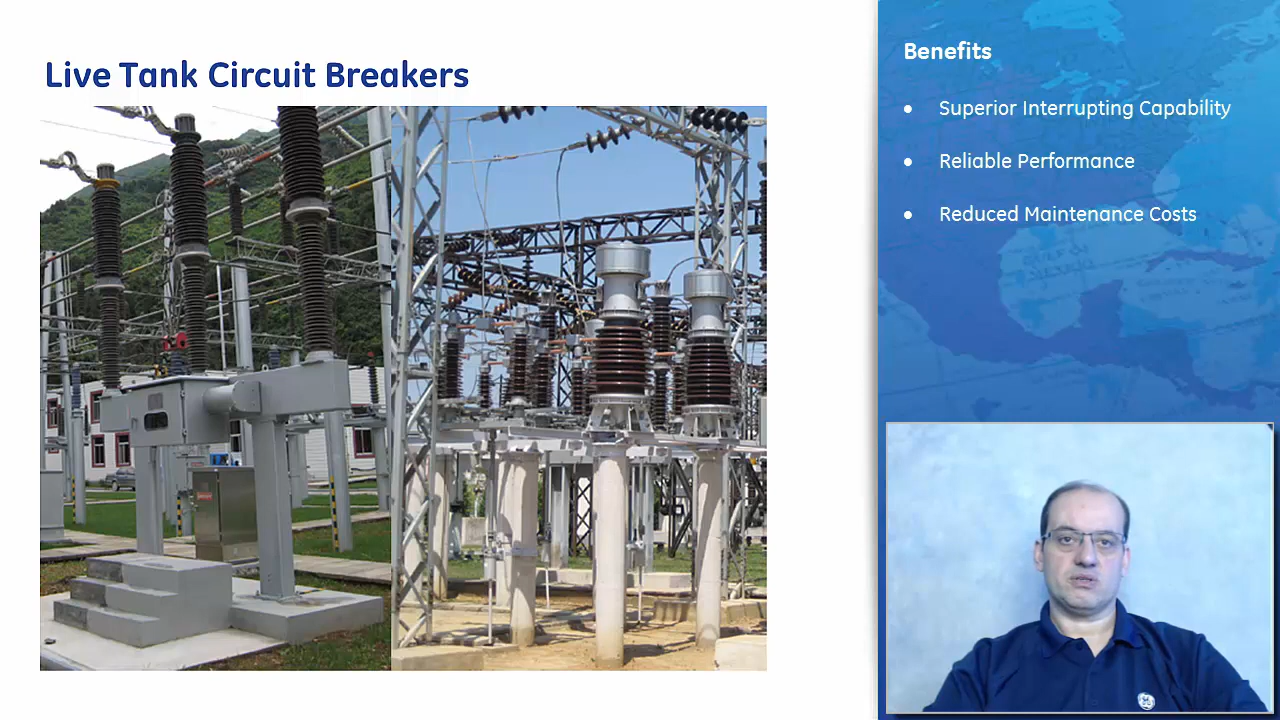 Live Tank Circuit Breakers
Benefits
• Superior Interrupting Capability
• Reliable Performance
• Reduced Maintenance Costs